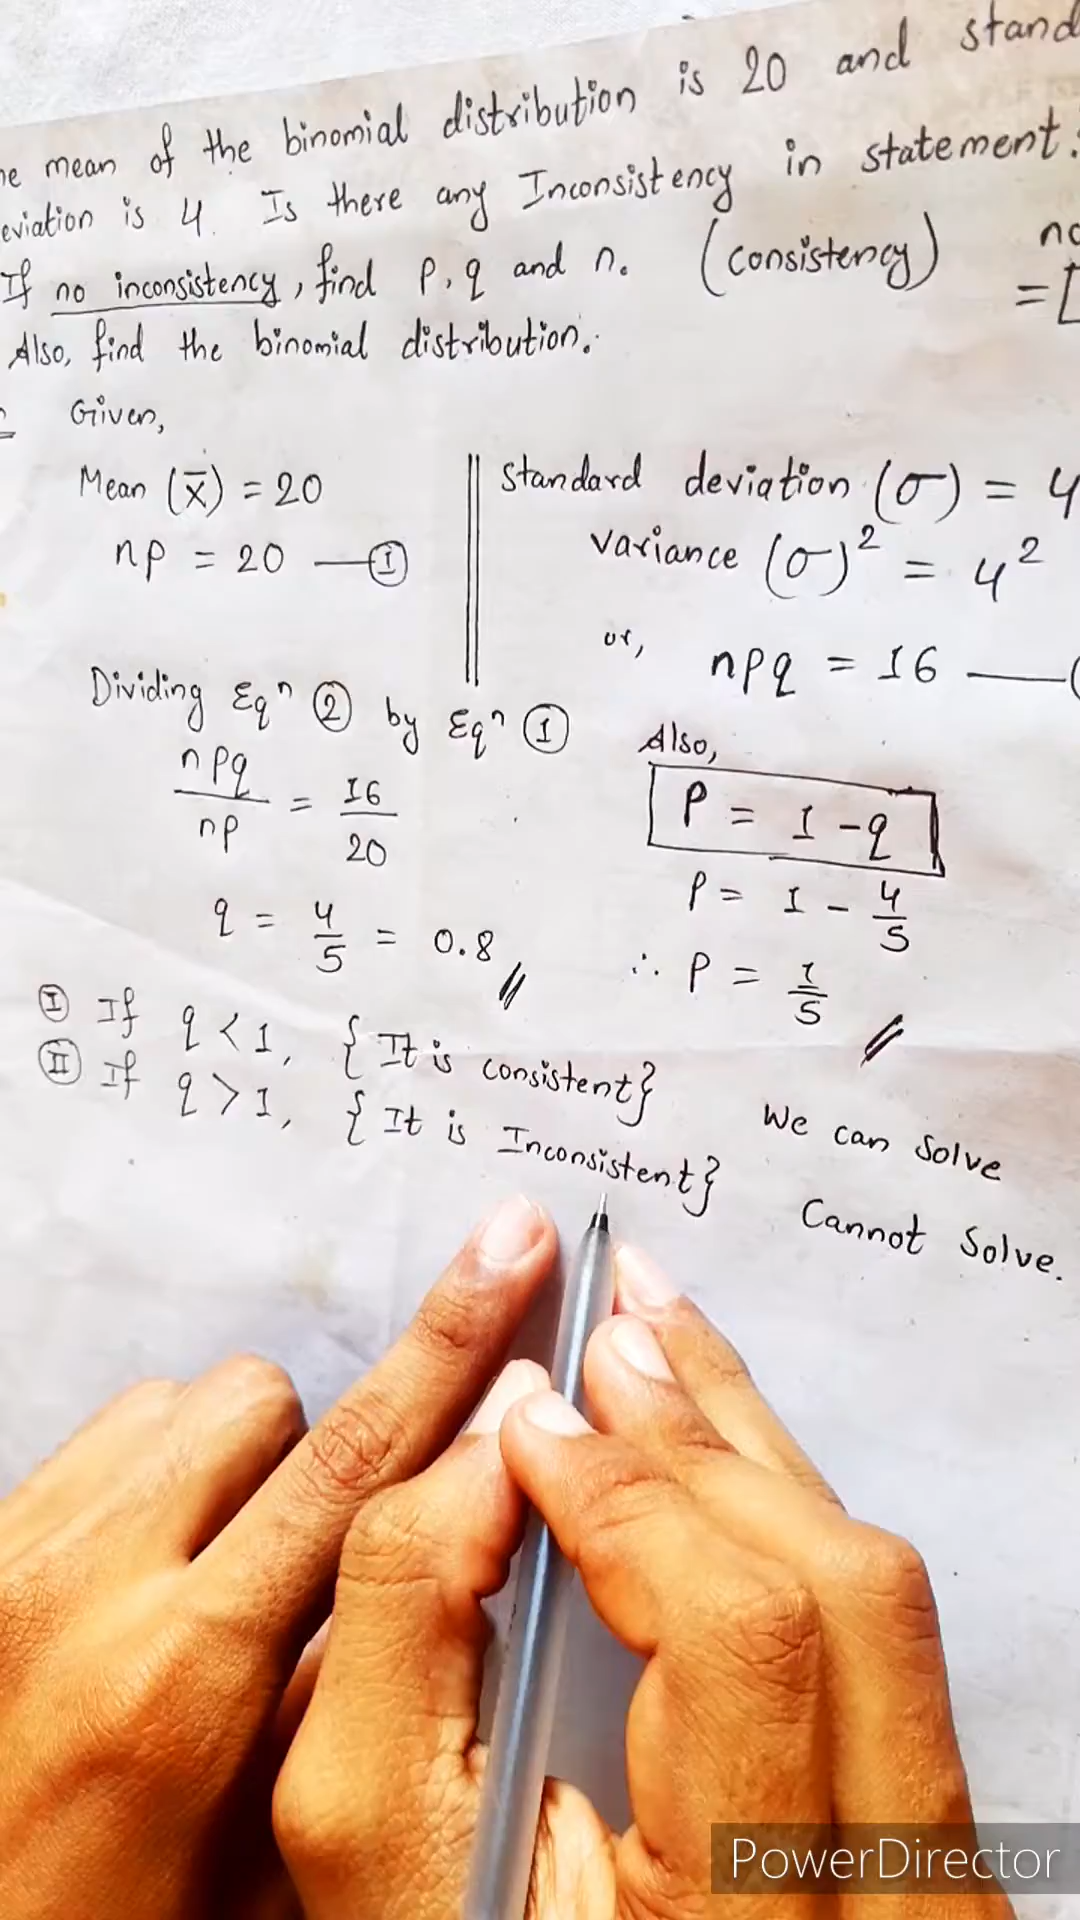 mean of the binomial distribution is 20 and
is 4. Is there any Inconsistency in statement.
If no inconsistency, find P, q and n. (consistency)
=
Also, find the binomial distribution.
Given,
Mean (x̄) = 20
np = 20 — ①
Standard deviation (σ) = 4
variance (σ)² = 4²
or, npq = 16 —
Dividing Eqⁿ ② by Eqⁿ ①
npq/np = 16/20
q = 4/5 = 0.8
Also,
P = 1 - q
P = 1 - 4/5
∴ P = 1/5
Ⓘ If q < 1, {It is consistent} We can solve
Ⅱ If q > 1, {It is Inconsistent} Cannot Solve.
PowerDirector